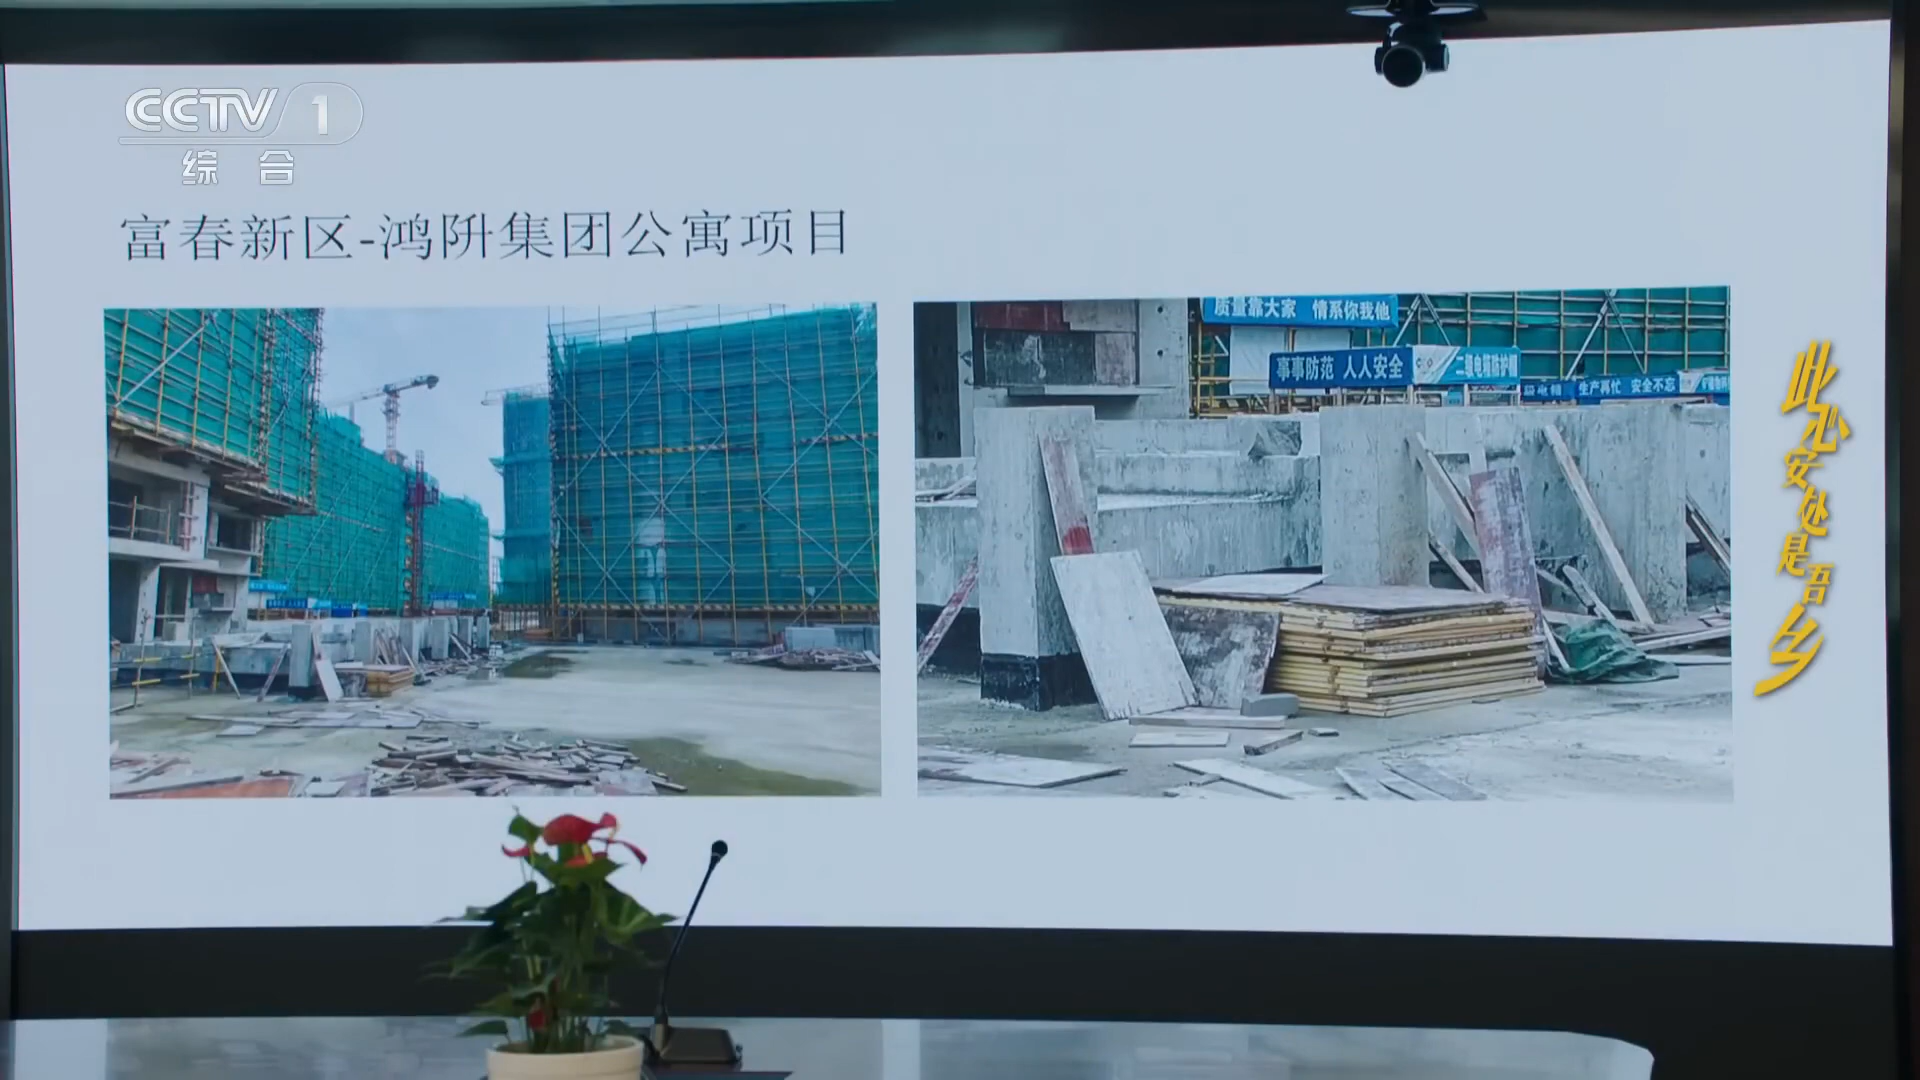 CCTV 1
综合
富春新区-鸿阩集团公寓项目
质量靠大家 情系你我他
事事防范 人人安全
二级电箱防护棚
生产再忙 安全不忘
此心安处是吾乡